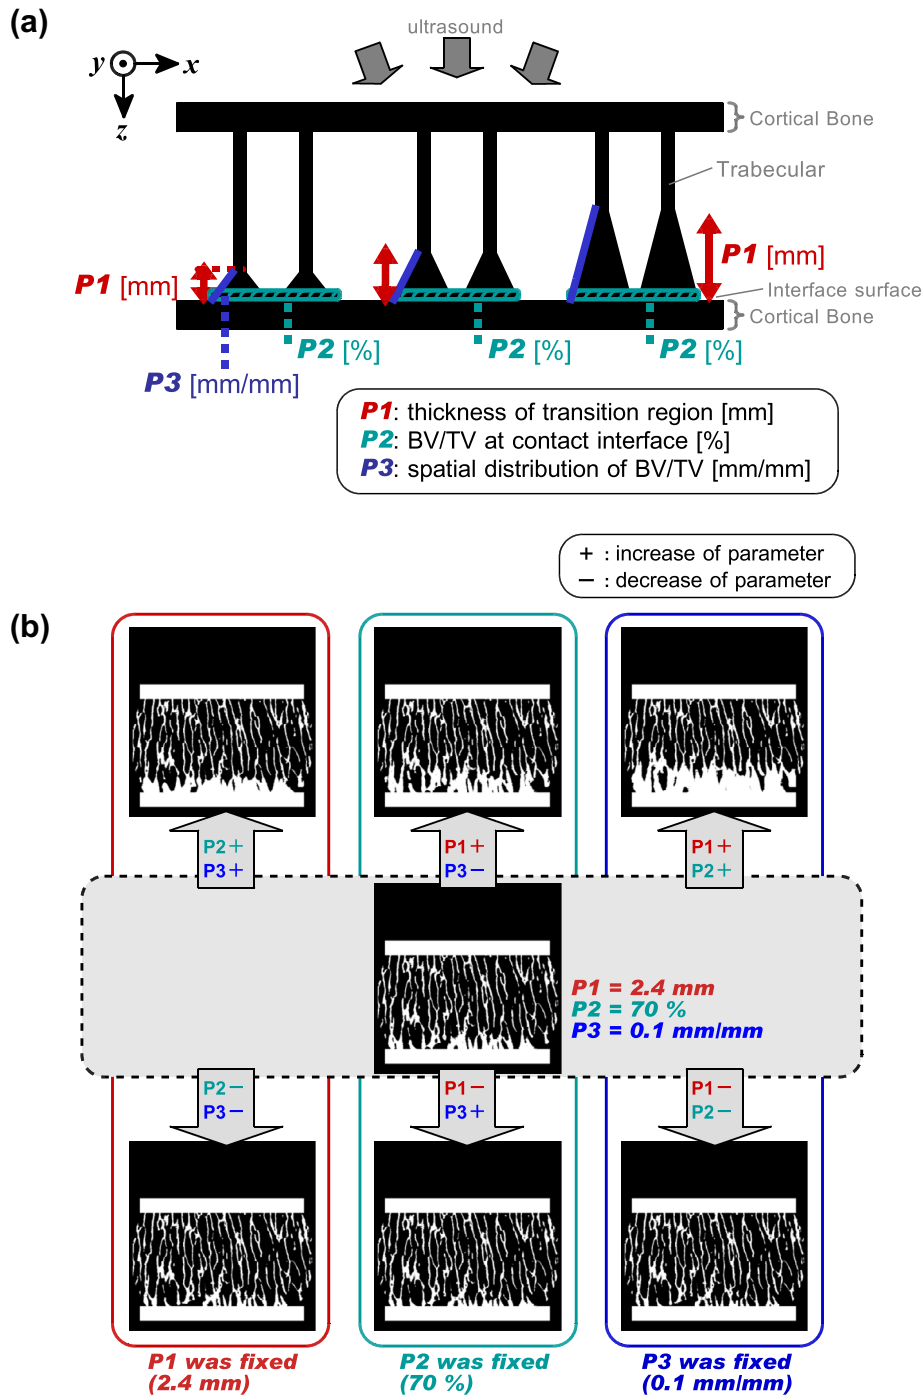 (a)
ultrasound
y
x
z
Cortical Bone
Trabecular
P1 [mm]
P1 [mm]
Interface surface
Cortical Bone
P2 [%]
P2 [%]
P2 [%]
P3 [mm/mm]
P1: thickness of transition region [mm]
P2: BV/TV at contact interface [%]
P3: spatial distribution of BV/TV [mm/mm]
+ : increase of parameter
− : decrease of parameter
(b)
P2+
P3+
P1+
P3−
P1+
P2+
P1 = 2.4 mm
P2 = 70 %
P3 = 0.1 mm/mm
P2−
P3−
P1−
P3+
P1−
P2−
P1 was fixed
(2.4 mm)
P2 was fixed
(70 %)
P3 was fixed
(0.1 mm/mm)